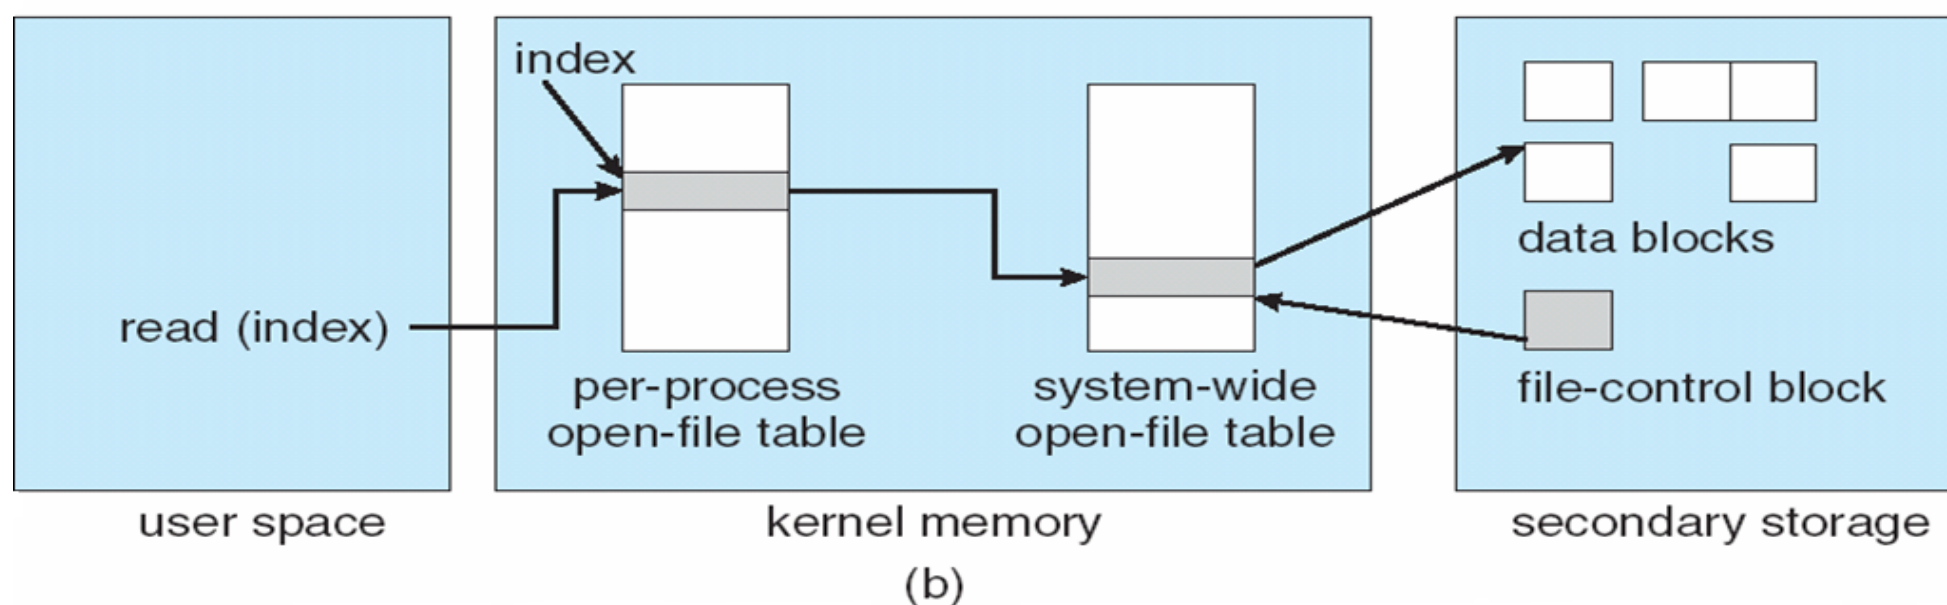 index
read (index)
per-process
open-file table
system-wide
open-file table
data blocks
file-control block
user space
kernel memory
secondary storage
(b)